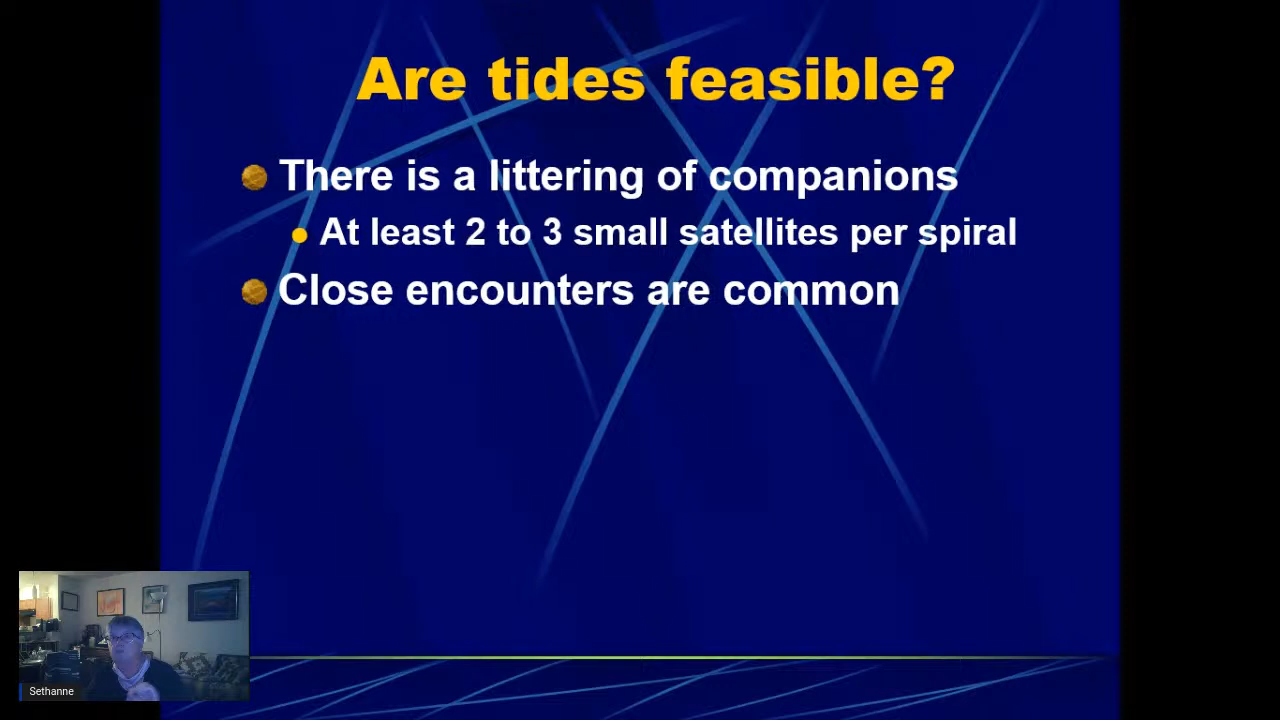 Are tides feasible?
There is a littering of companions
At least 2 to 3 small satellites per spiral
Close encounters are common
Sethanne